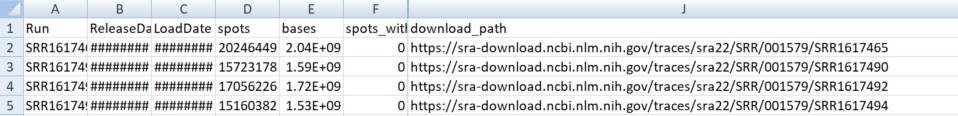 A B C D E F J
1 Run ReleaseDa LoadDate spots bases spots_wit download_path
2 SRR16174 ######## ######## 20246449 2.04E+09 0 https://sra-download.ncbi.nlm.nih.gov/traces/sra22/SRR/001579/SRR1617465
3 SRR16174 ######## ######## 15723178 1.59E+09 0 https://sra-download.ncbi.nlm.nih.gov/traces/sra22/SRR/001579/SRR1617490
4 SRR16174 ######## ######## 17056226 1.72E+09 0 https://sra-download.ncbi.nlm.nih.gov/traces/sra22/SRR/001579/SRR1617492
5 SRR16174 ######## ######## 15160382 1.53E+09 0 https://sra-download.ncbi.nlm.nih.gov/traces/sra22/SRR/001579/SRR1617494